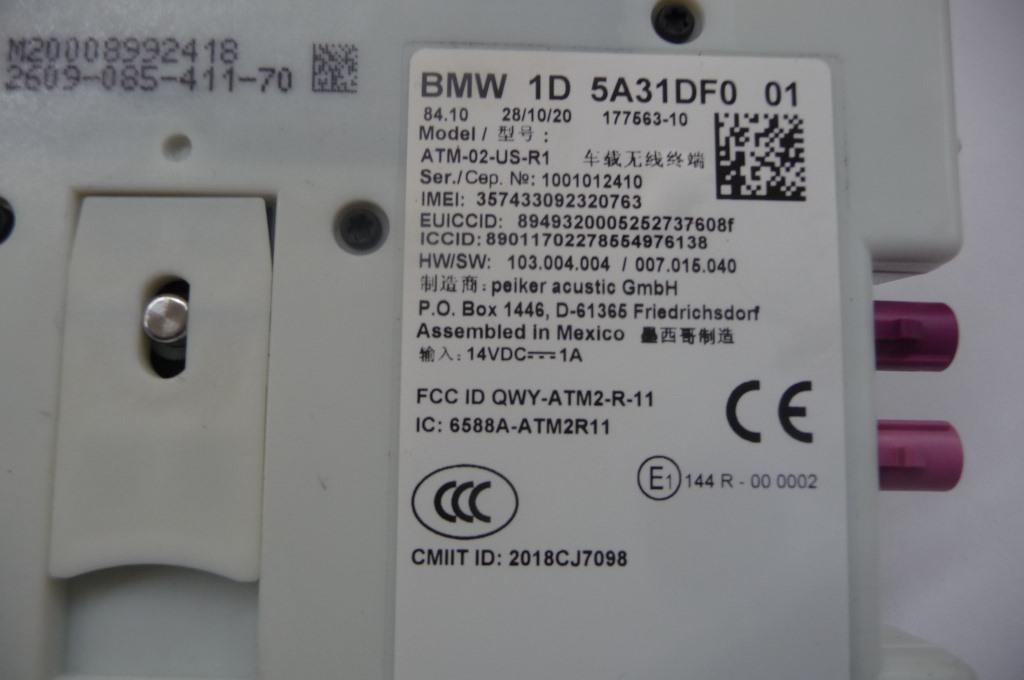 M20008992418
2609-085-411-70
BMW 1D 5A31DF0 01
84.10 28/10/20 177563-10
Model / 型号 :
ATM-02-US-R1 车载无线终端
Ser./Сер. №: 1001012410
IMEI: 357433092320763
EUICCID: 8949320005252737608f
ICCID: 89011702278554976138
HW/SW: 103.004.004 / 007.015.040
制造商: peiker acustic GmbH
P.O. Box 1446, D-61365 Friedrichsdorf
Assembled in Mexico 墨西哥制造
输入: 14VDC⎓1A
FCC ID QWY-ATM2-R-11
IC: 6588A-ATM2R11
CE
E1 144 R - 00 0002
CCC
CMIIT ID: 2018CJ7098